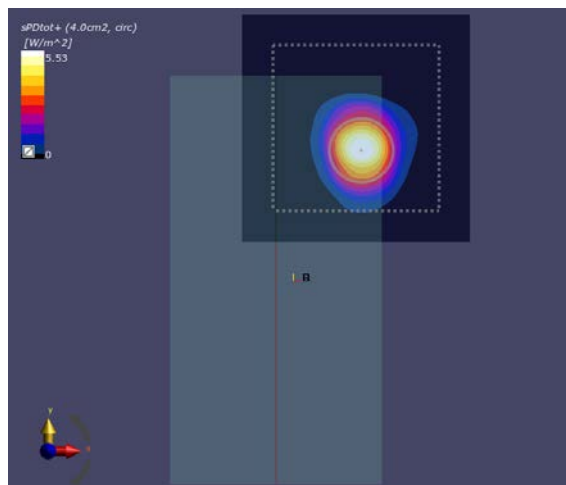 sPDtot+ (4.0cm2, circ)
[W/m^2]
5.53
0
y